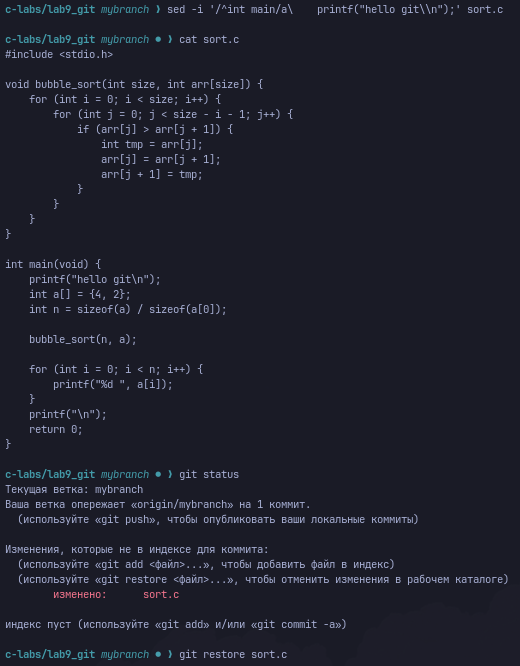 c-labs/lab9_git mybranch ❯ sed -i '/^int main/a\    printf("hello git\\n");' sort.c

c-labs/lab9_git mybranch ● ❯ cat sort.c
#include <stdio.h>

void bubble_sort(int size, int arr[size]) {
    for (int i = 0; i < size; i++) {
        for (int j = 0; j < size - i - 1; j++) {
            if (arr[j] > arr[j + 1]) {
                int tmp = arr[j];
                arr[j] = arr[j + 1];
                arr[j + 1] = tmp;
            }
        }
    }
}

int main(void) {
    printf("hello git\n");
    int a[] = {4, 2};
    int n = sizeof(a) / sizeof(a[0]);

    bubble_sort(n, a);

    for (int i = 0; i < n; i++) {
        printf("%d ", a[i]);
    }
    printf("\n");
    return 0;
}

c-labs/lab9_git mybranch ● ❯ git status
Текущая ветка: mybranch
Ваша ветка опережает «origin/mybranch» на 1 коммит.
  (используйте «git push», чтобы опубликовать ваши локальные коммиты)

Изменения, которые не в индексе для коммита:
  (используйте «git add <файл>...», чтобы добавить файл в индекс)
  (используйте «git restore <файл>...», чтобы отменить изменения в рабочем каталоге)
        изменено:      sort.c

индекс пуст (используйте «git add» и/или «git commit -a»)

c-labs/lab9_git mybranch ● ❯ git restore sort.c